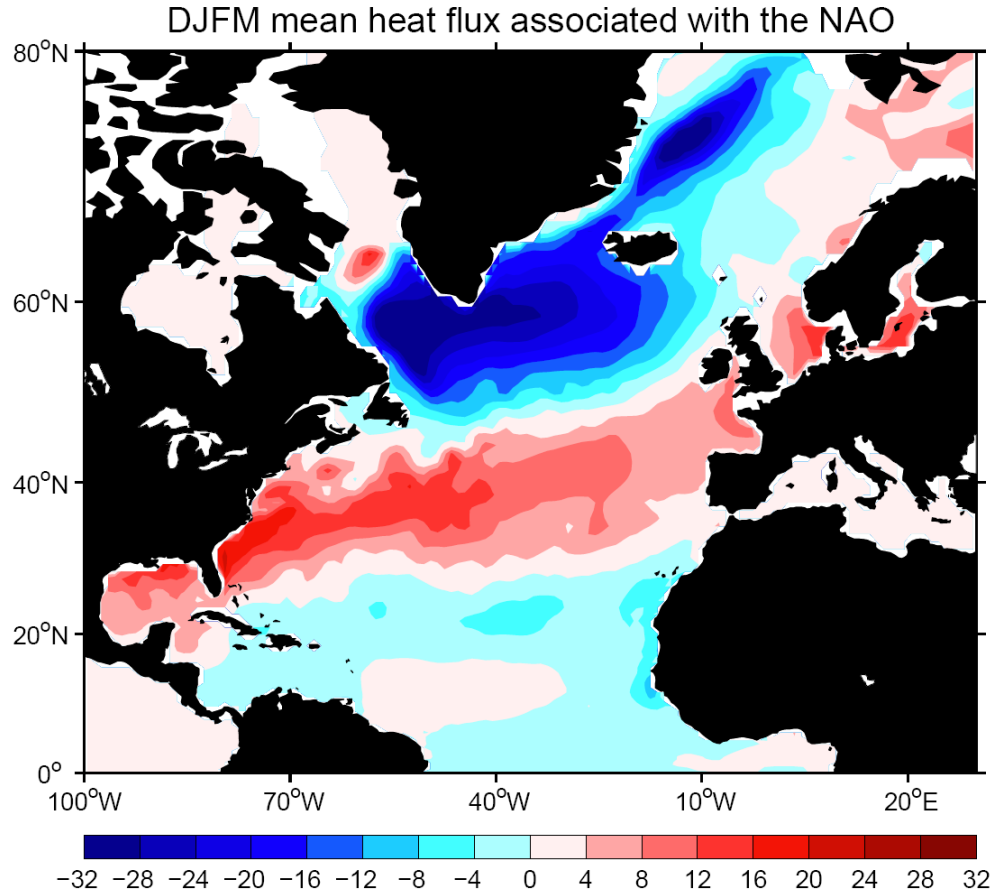 DJFM mean heat flux associated with the NAO
80°N
60°N
40°N
20°N
0°
100°W 70°W 40°W 10°W 20°E
−32 −28 −24 −20 −16 −12 −8 −4 0 4 8 12 16 20 24 28 32